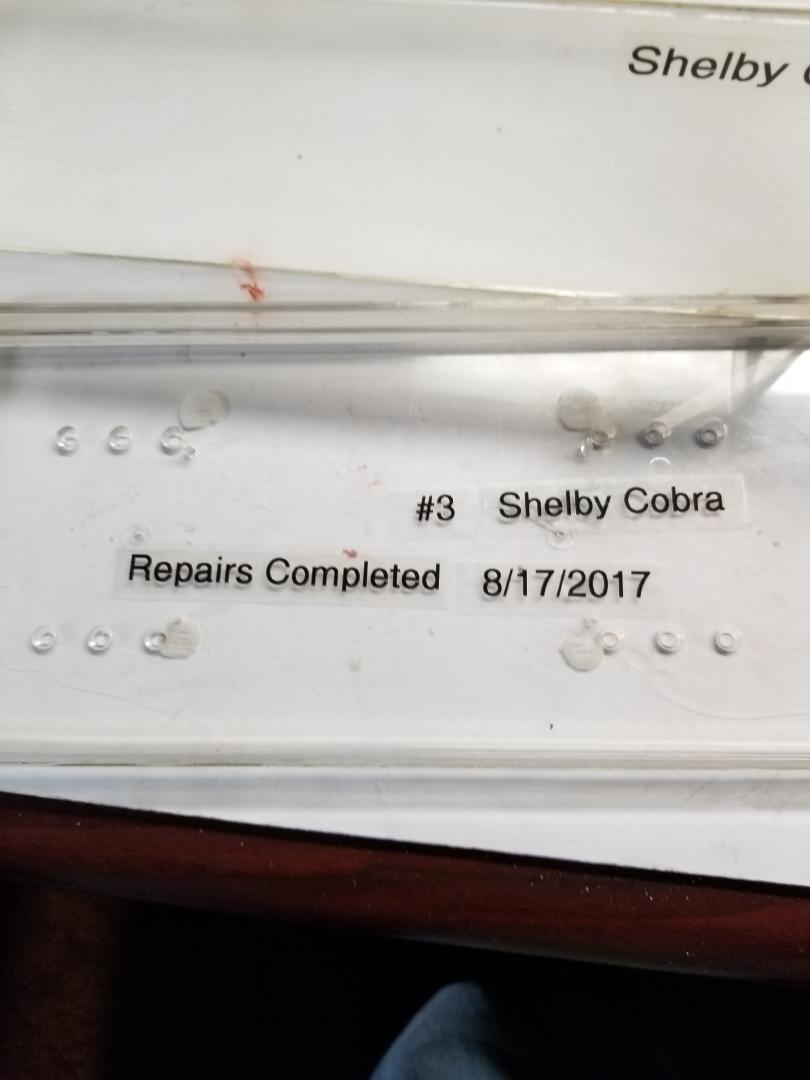 Shelby
#3 Shelby Cobra
Repairs Completed 8/17/2017